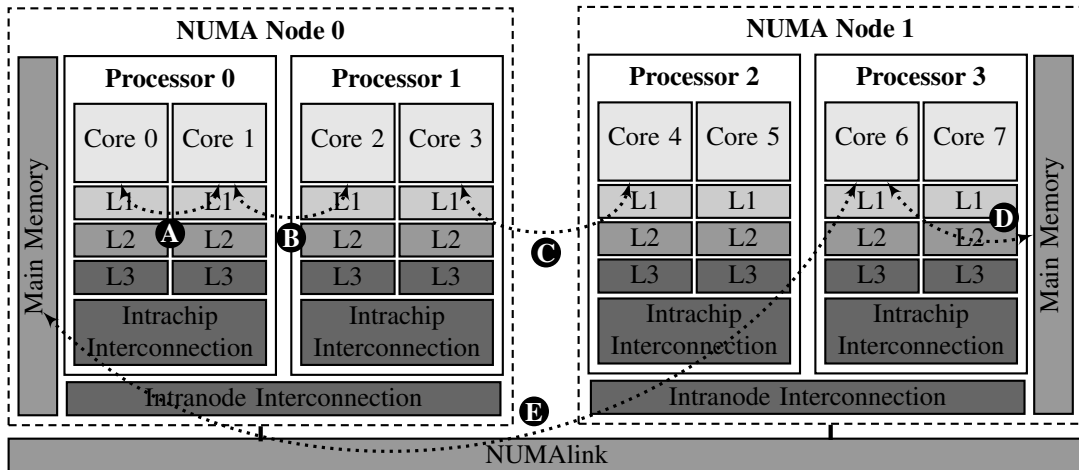 NUMA Node 0
NUMA Node 1
Processor 0
Processor 1
Processor 2
Processor 3
Main Memory
Core 0
Core 1
Core 2
Core 3
Core 4
Core 5
Core 6
Core 7
Main Memory
L1
L1
L1
L1
L1
L1
L1
L1
A
B
C
D
L2
L2
L2
L2
L2
L2
L2
L2
L3
L3
L3
L3
L3
L3
L3
L3
Intrachip
Interconnection
Intrachip
Interconnection
Intrachip
Interconnection
Intrachip
Interconnection
Intranode Interconnection
E
Intranode Interconnection
NUMAlink